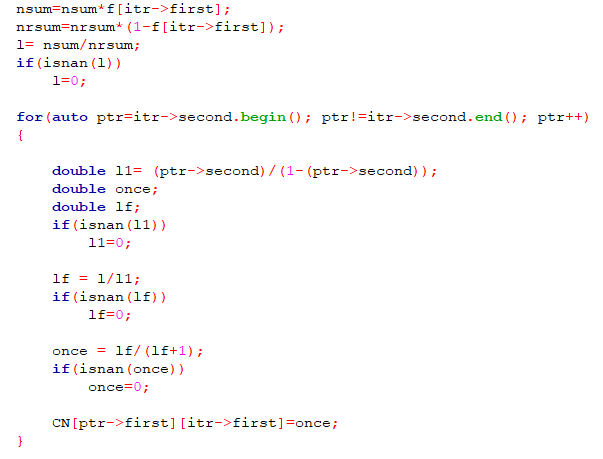 nsum=nsum*f[itr->first];
nrsum=nrsum*(1-f[itr->first]);
l= nsum/nrsum;
if(isnan(l))
    l=0;

for(auto ptr=itr->second.begin(); ptr!=itr->second.end(); ptr++)
{

    double l1= (ptr->second)/(1-(ptr->second));
    double once;
    double lf;
    if(isnan(l1))
        l1=0;

    lf = l/l1;
    if(isnan(lf))
        lf=0;

    once = lf/(lf+1);
    if(isnan(once))
        once=0;

    CN[ptr->first][itr->first]=once;
}